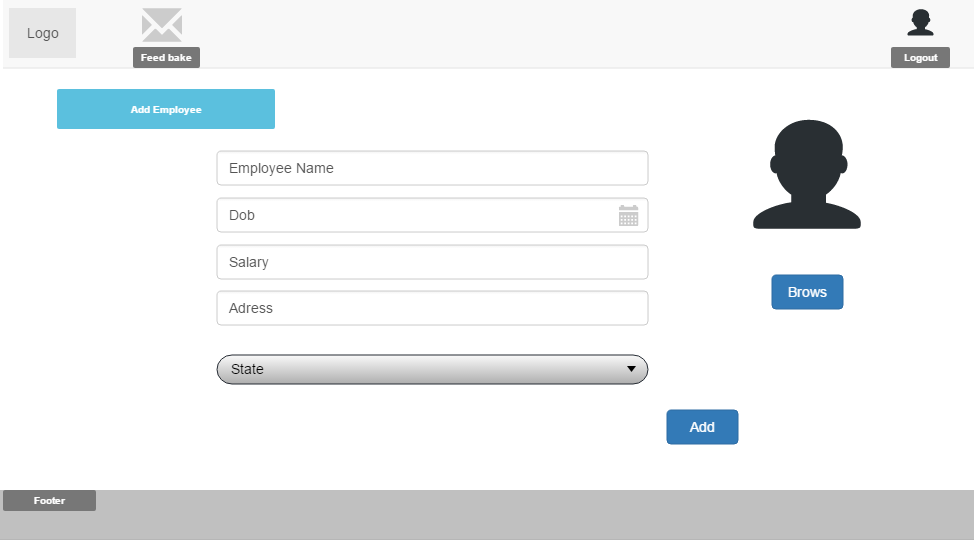 Logo
Feed bake
Logout
Add Employee
Employee Name
Dob
Salary
Adress
State
Brows
Add
Footer